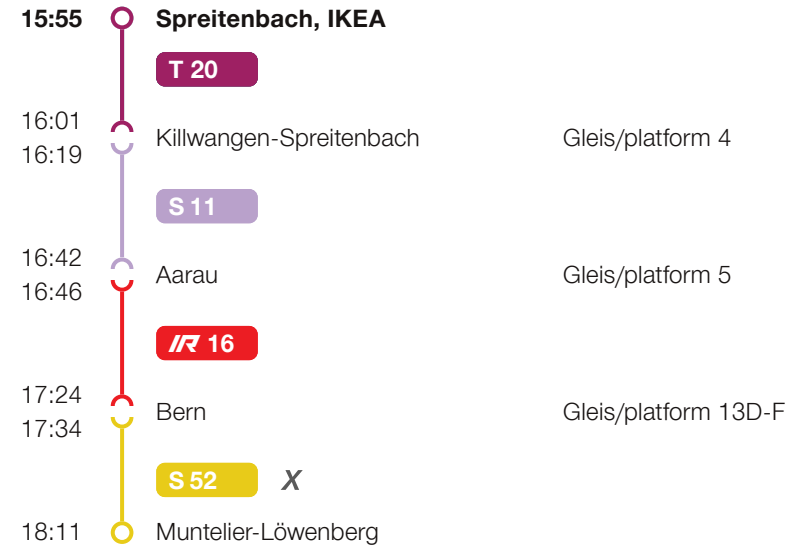 15:55 Spreitenbach, IKEA
T 20
16:01
Killwangen-Spreitenbach Gleis/platform 4
16:19
S 11
16:42
Aarau Gleis/platform 5
16:46
IR 16
17:24
Bern Gleis/platform 13D-F
17:34
S 52 X
18:11 Muntelier-Löwenberg